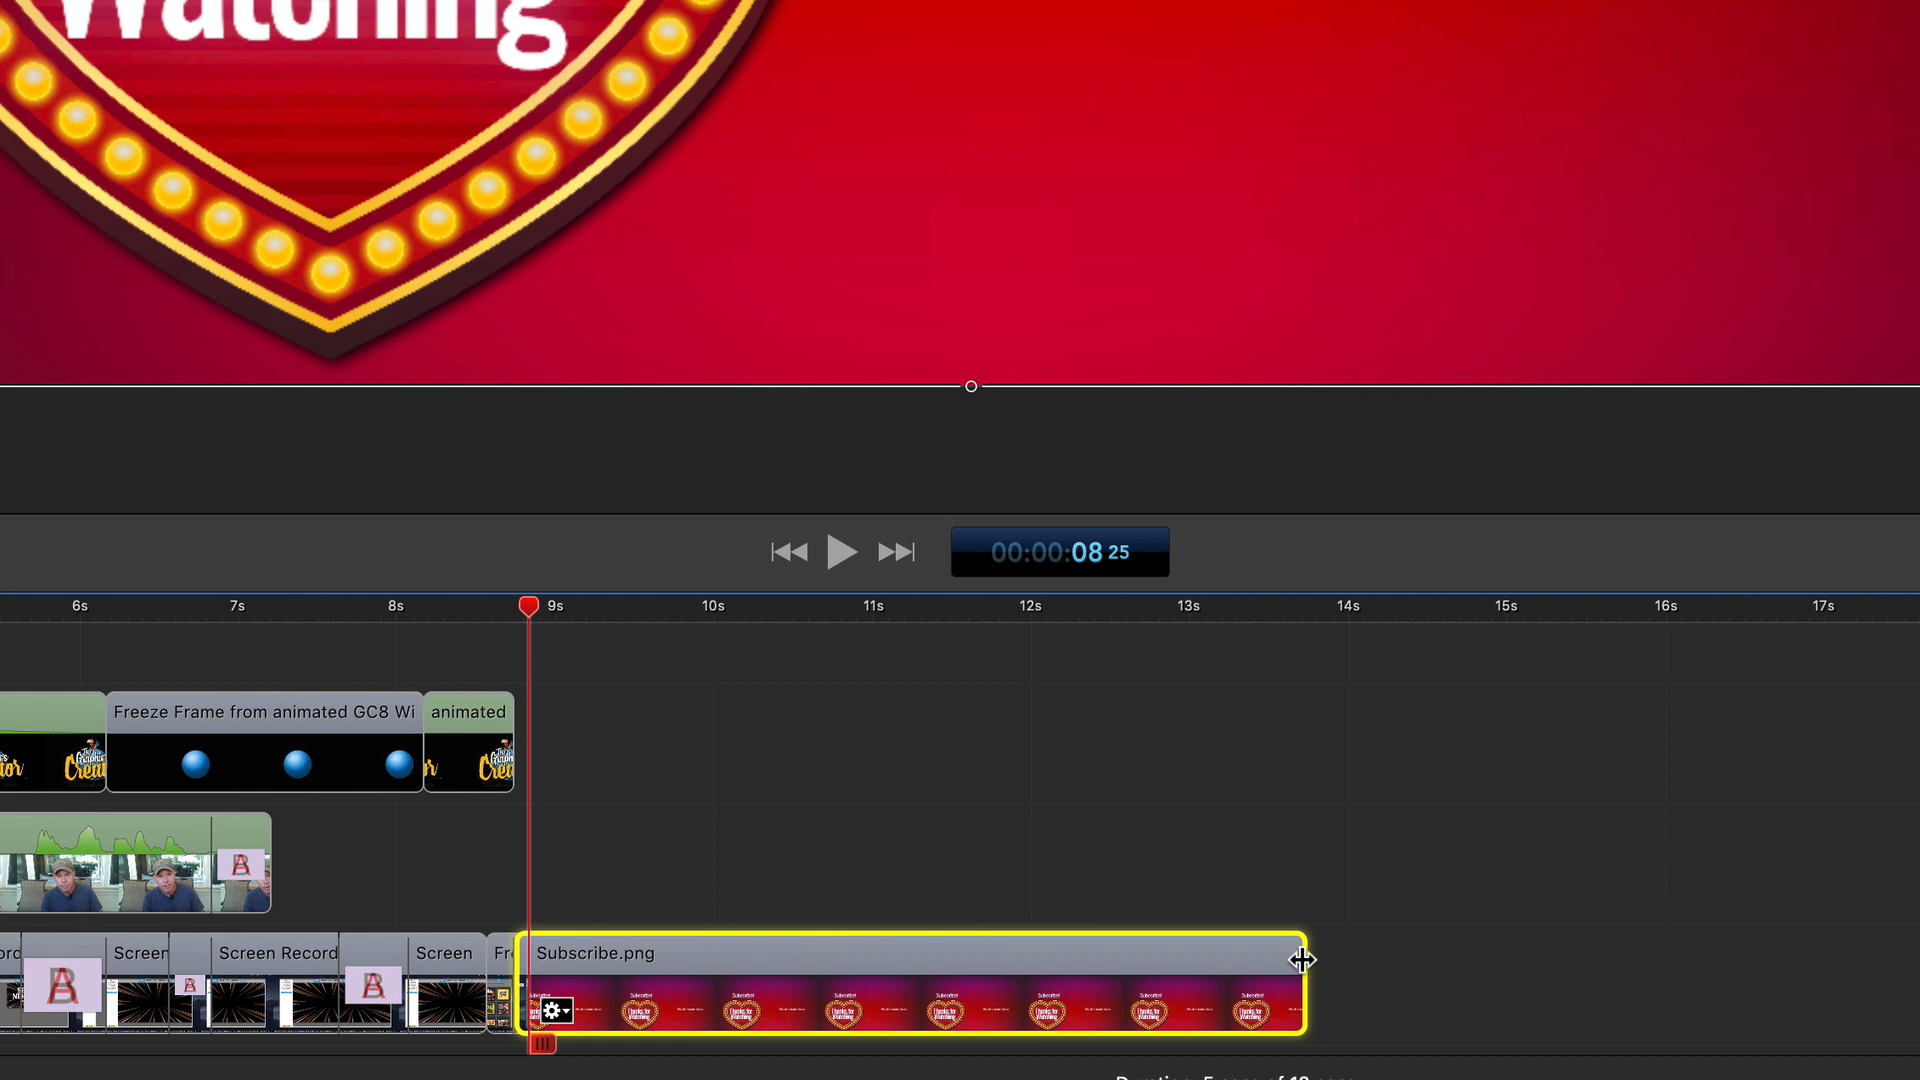 Watching
00:00:08 25
6s 7s 8s 9s 10s 11s 12s 13s 14s 15s 16s 17s
Freeze Frame from animated GC8 Wi
animated
Screen
Screen Record
Screen
Subscribe.png